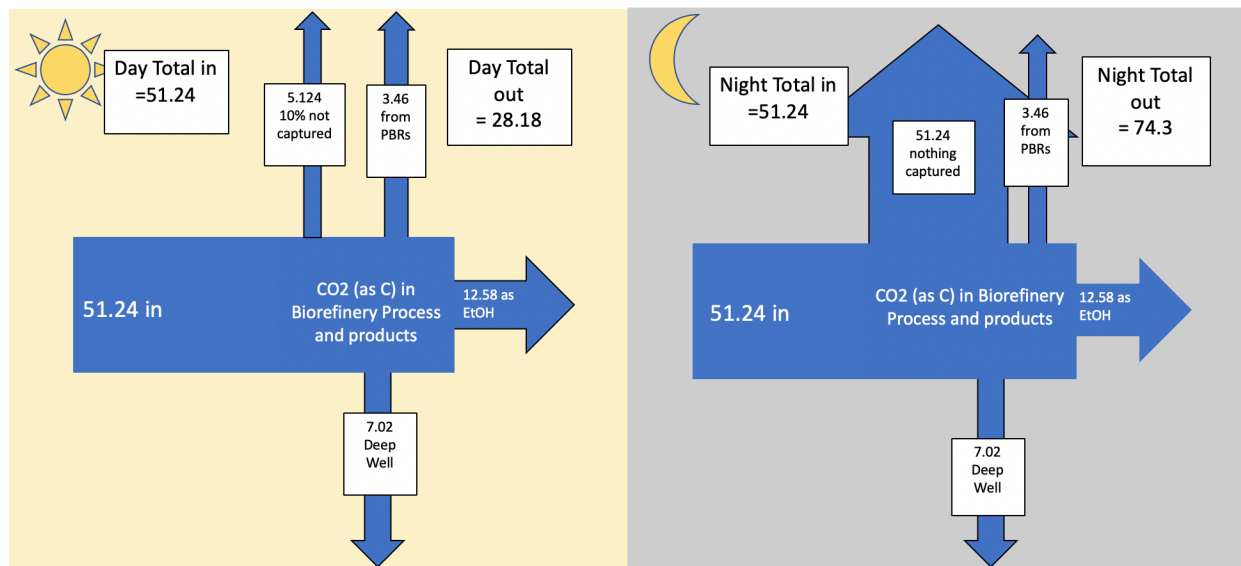 Day Total in
=51.24
5.124
10% not
captured
3.46
from
PBRs
Day Total
out
= 28.18
51.24 in
CO2 (as C) in
Biorefinery Process
and products
12.58 as
EtOH
7.02
Deep
Well
Night Total in
=51.24
51.24
nothing
captured
3.46
from
PBRs
Night Total
out
= 74.3
51.24 in
CO2 (as C) in Biorefinery
Process and products
12.58 as
EtOH
7.02
Deep
Well